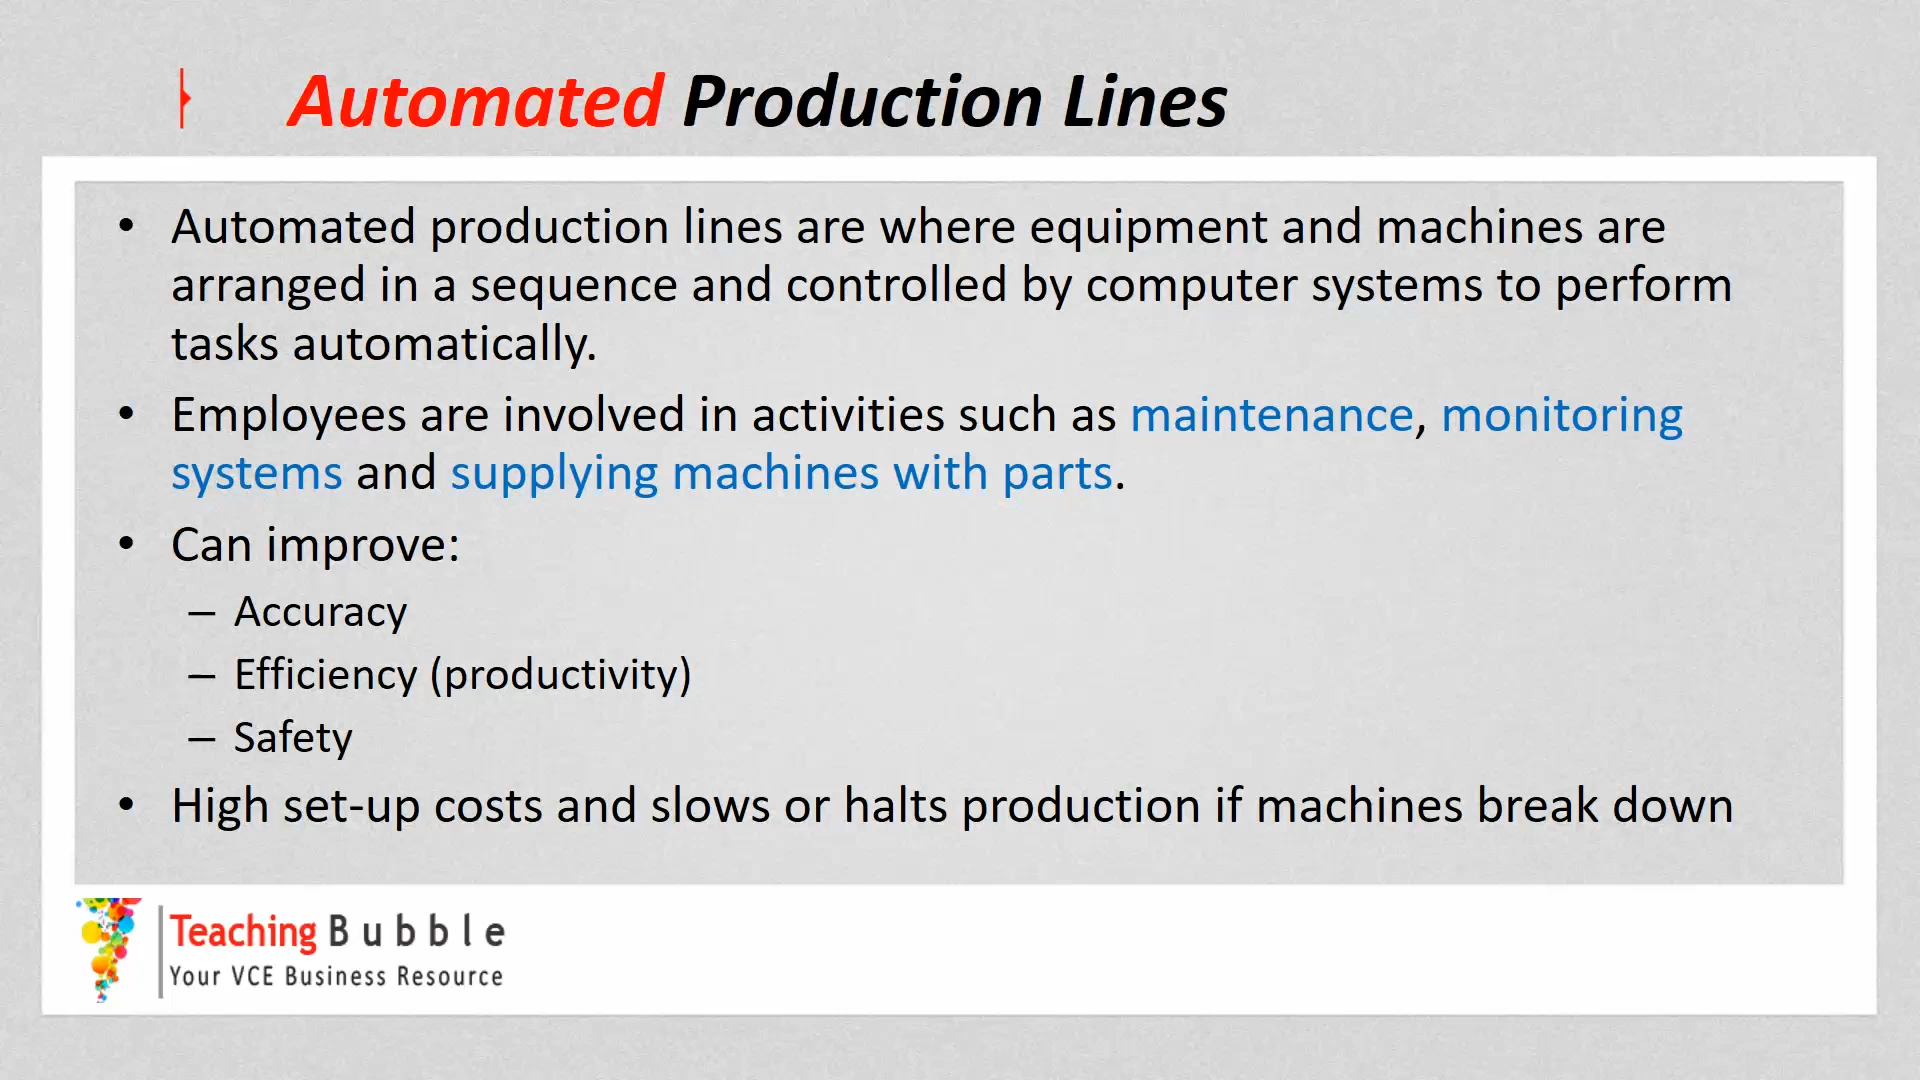 Automated Production Lines
• Automated production lines are where equipment and machines are
arranged in a sequence and controlled by computer systems to perform
tasks automatically.
• Employees are involved in activities such as maintenance, monitoring
systems and supplying machines with parts.
• Can improve:
– Accuracy
– Efficiency (productivity)
– Safety
• High set-up costs and slows or halts production if machines break down
Teaching Bubble
Your VCE Business Resource